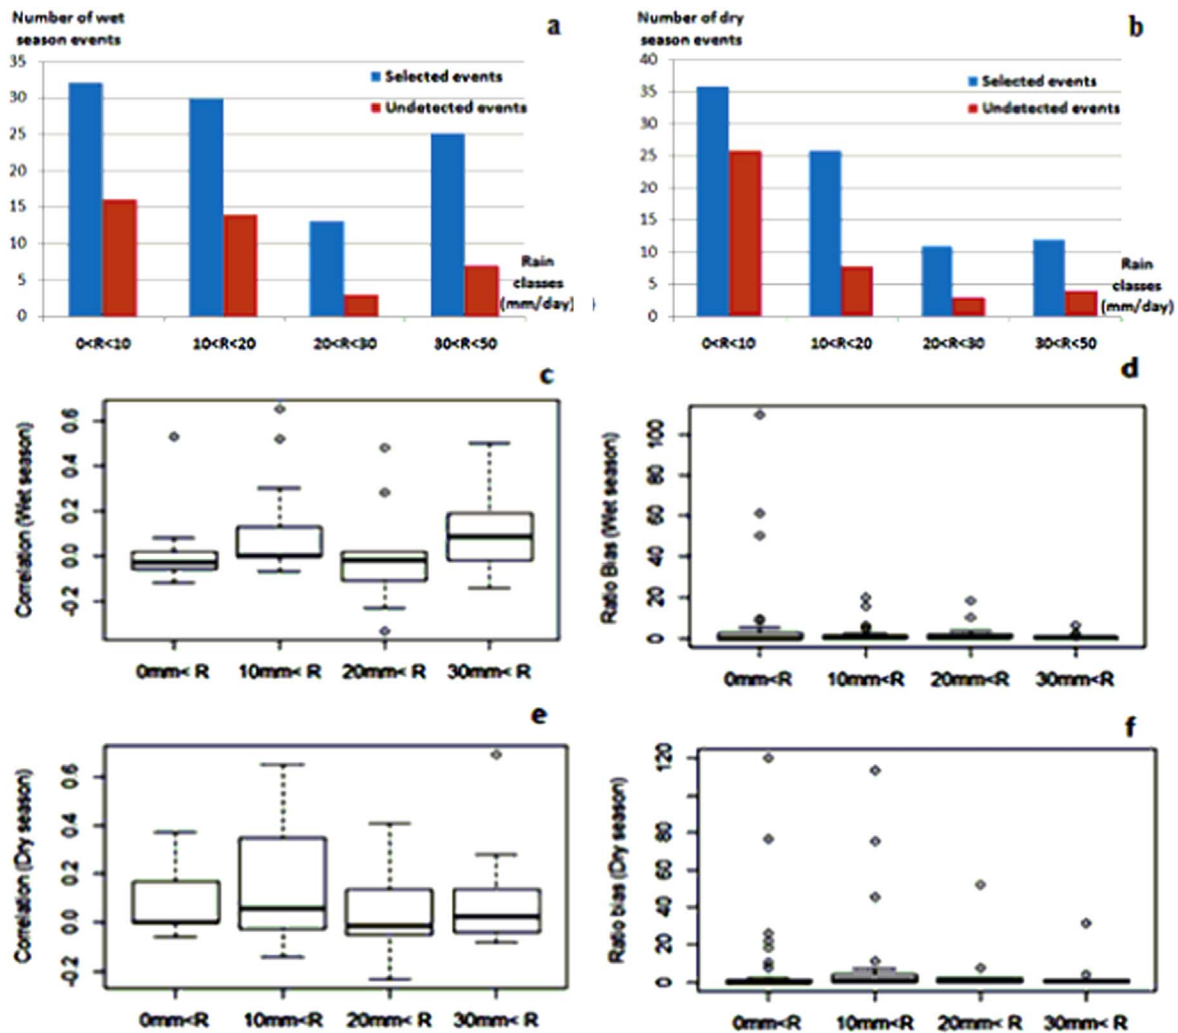 Number of wet
season events
a
35
30
25
20
15
10
5
0
Selected events
Undetected events
Rain
classes
(mm/day)
0<R<10
10<R<20
20<R<30
30<R<50
Number of dry
season events
b
40
35
30
25
20
15
10
5
0
Selected events
Undetected events
Rain
classes
(mm/day)
0<R<10
10<R<20
20<R<30
30<R<50
c
Correlation (Wet season)
0.6
0.4
0.2
0.0
-0.2
0mm< R
10mm< R
20mm< R
30mm< R
d
Ratio Bias (Wet season)
100
80
60
40
20
0
0mm<R
10mm<R
20mm<R
30mm<R
e
Correlation (Dry season)
0.6
0.4
0.2
0.0
-0.2
0mm<R
10mm< R
20mm< R
30mm< R
f
Ratio bias (Dry season)
120
80
60
40
20
0
0mm<R
10mm<R
20mm<R
30mm<R